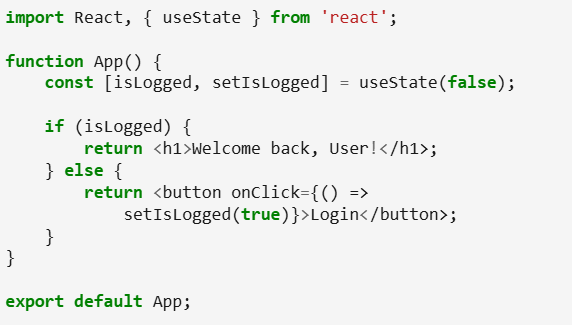 import React, { useState } from 'react';
function App() {
    const [isLogged, setIsLogged] = useState(false);
    if (isLogged) {
        return <h1>Welcome back, User!</h1>;
    } else {
        return <button onClick={() =>
            setIsLogged(true)}>Login</button>;
    }
}
export default App;